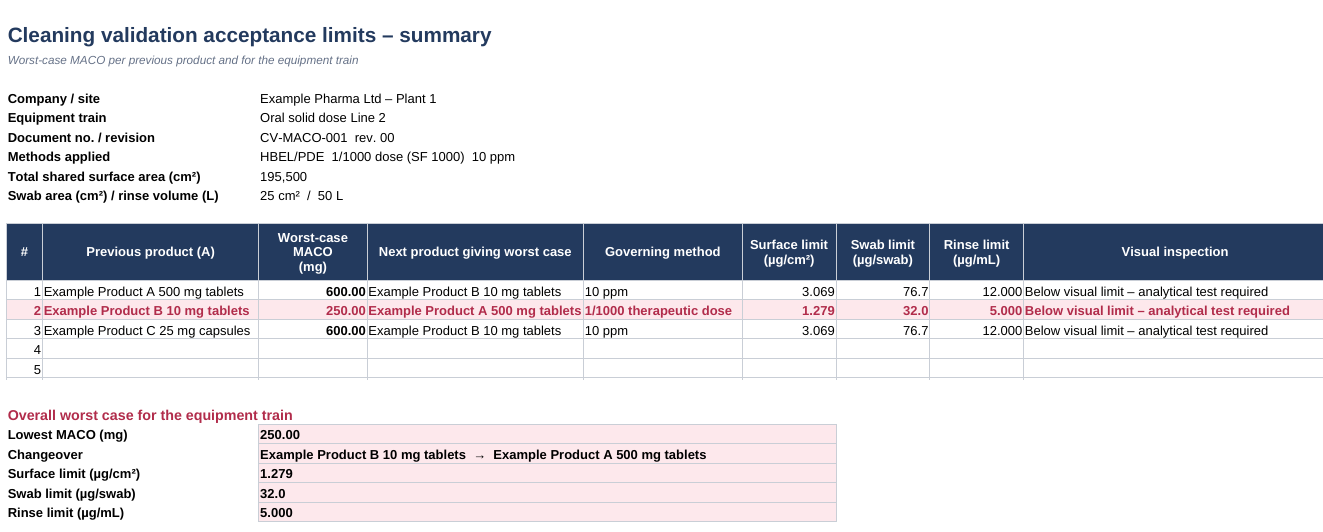 Cleaning validation acceptance limits – summary
Worst-case MACO per previous product and for the equipment train
Company / site Example Pharma Ltd – Plant 1
Equipment train Oral solid dose Line 2
Document no. / revision CV-MACO-001 rev. 00
Methods applied HBEL/PDE 1/1000 dose (SF 1000) 10 ppm
Total shared surface area (cm²) 195,500
Swab area (cm²) / rinse volume (L) 25 cm² / 50 L
# Previous product (A) Worst-case MACO (mg) Next product giving worst case Governing method Surface limit (µg/cm²) Swab limit (µg/swab) Rinse limit (µg/mL) Visual inspection
1 Example Product A 500 mg tablets 600.00 Example Product B 10 mg tablets 10 ppm 3.069 76.7 12.000 Below visual limit – analytical test required
2 Example Product B 10 mg tablets 250.00 Example Product A 500 mg tablets 1/1000 therapeutic dose 1.279 32.0 5.000 Below visual limit – analytical test required
3 Example Product C 25 mg capsules 600.00 Example Product B 10 mg tablets 10 ppm 3.069 76.7 12.000 Below visual limit – analytical test required
4
5
Overall worst case for the equipment train
Lowest MACO (mg) 250.00
Changeover Example Product B 10 mg tablets → Example Product A 500 mg tablets
Surface limit (µg/cm²) 1.279
Swab limit (µg/swab) 32.0
Rinse limit (µg/mL) 5.000